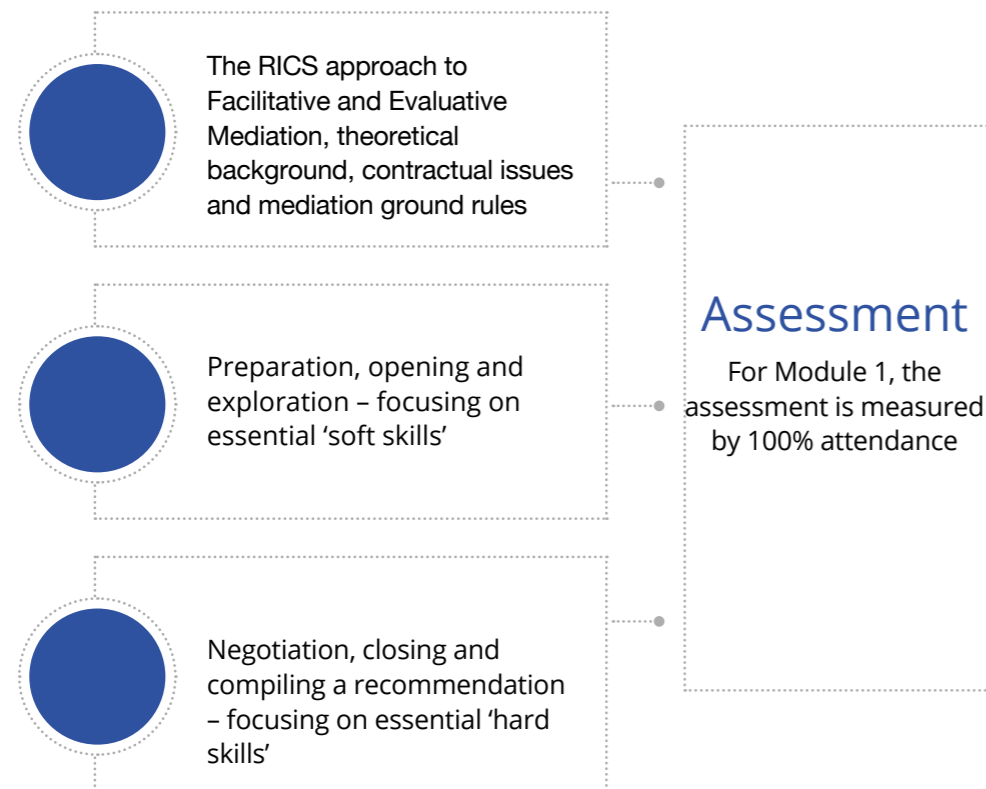 The RICS approach to
Facilitative and Evaluative
Mediation, theoretical
background, contractual issues
and mediation ground rules
Preparation, opening and
exploration – focusing on
essential ‘soft skills’
Negotiation, closing and
compiling a recommendation
– focusing on essential ‘hard
skills’
Assessment
For Module 1, the
assessment is measured
by 100% attendance